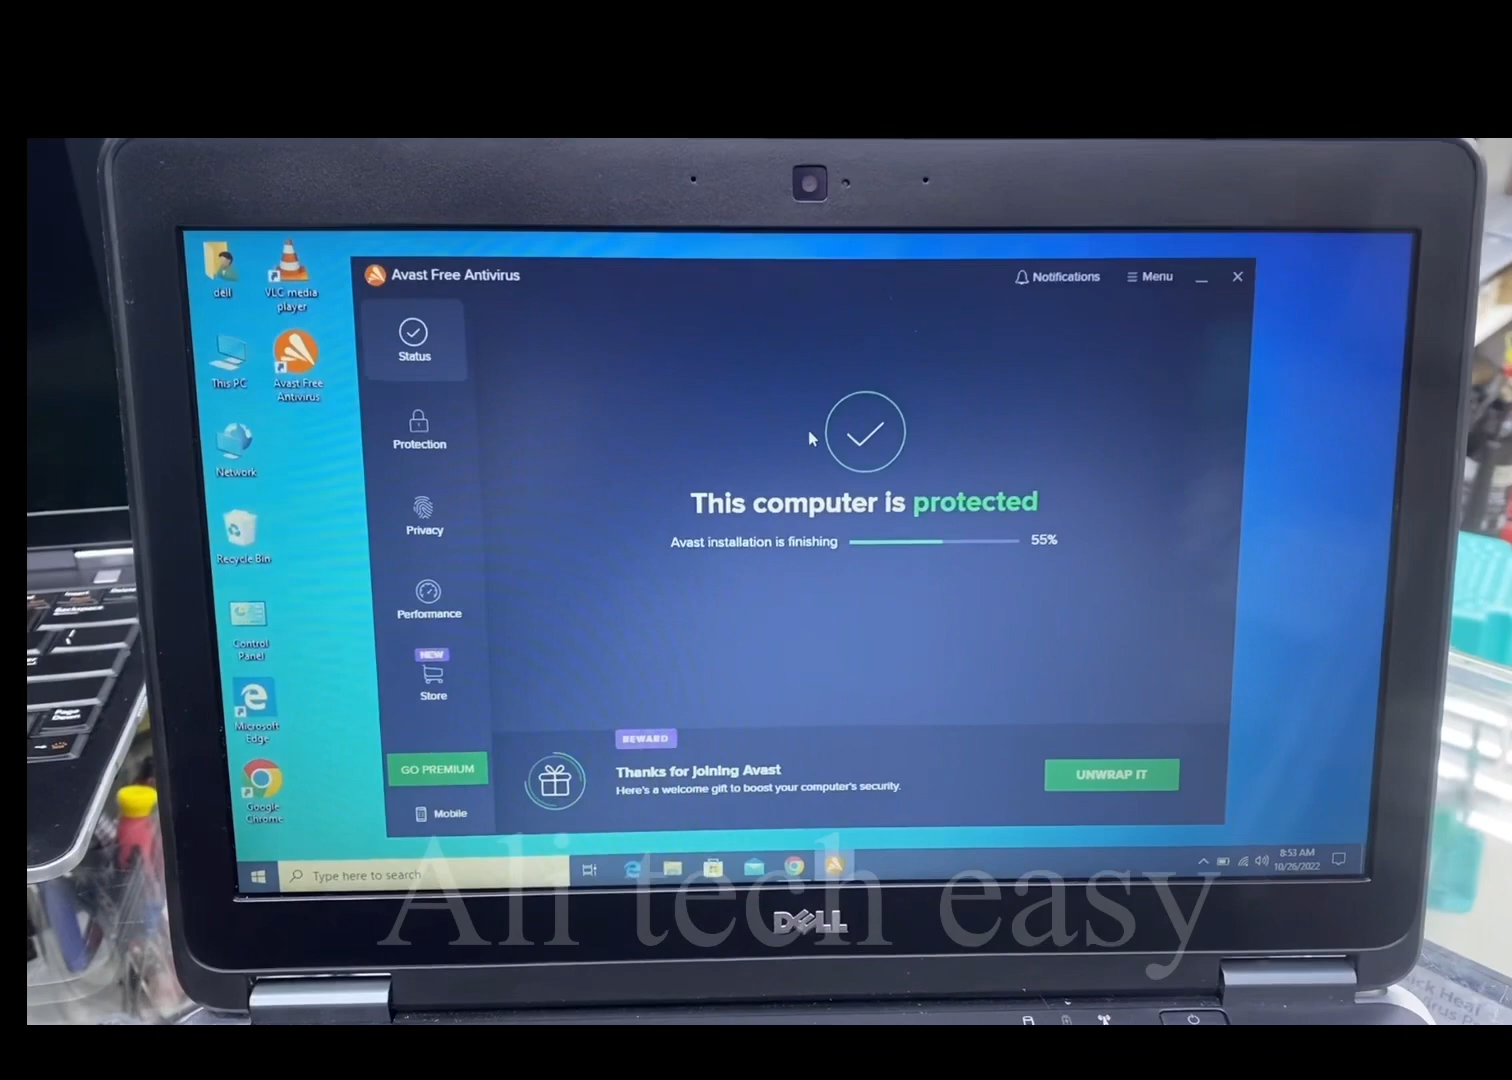 dell
VLC media
player
This PC
Avast Free
Antivirus
Network
Recycle Bin
Control
Panel
Microsoft
Edge
Google
Chrome
Avast Free Antivirus
Notifications
Menu
Status
Protection
Privacy
Performance
NEW
Store
GO PREMIUM
Mobile
This computer is protected
Avast installation is finishing 55%
REWARD
Thanks for joining Avast
Here's a welcome gift to boost your computer's security.
UNWRAP IT
Type here to search
8:53 AM
10/26/2022
Ali tech easy
DELL
Page
Down
Heal